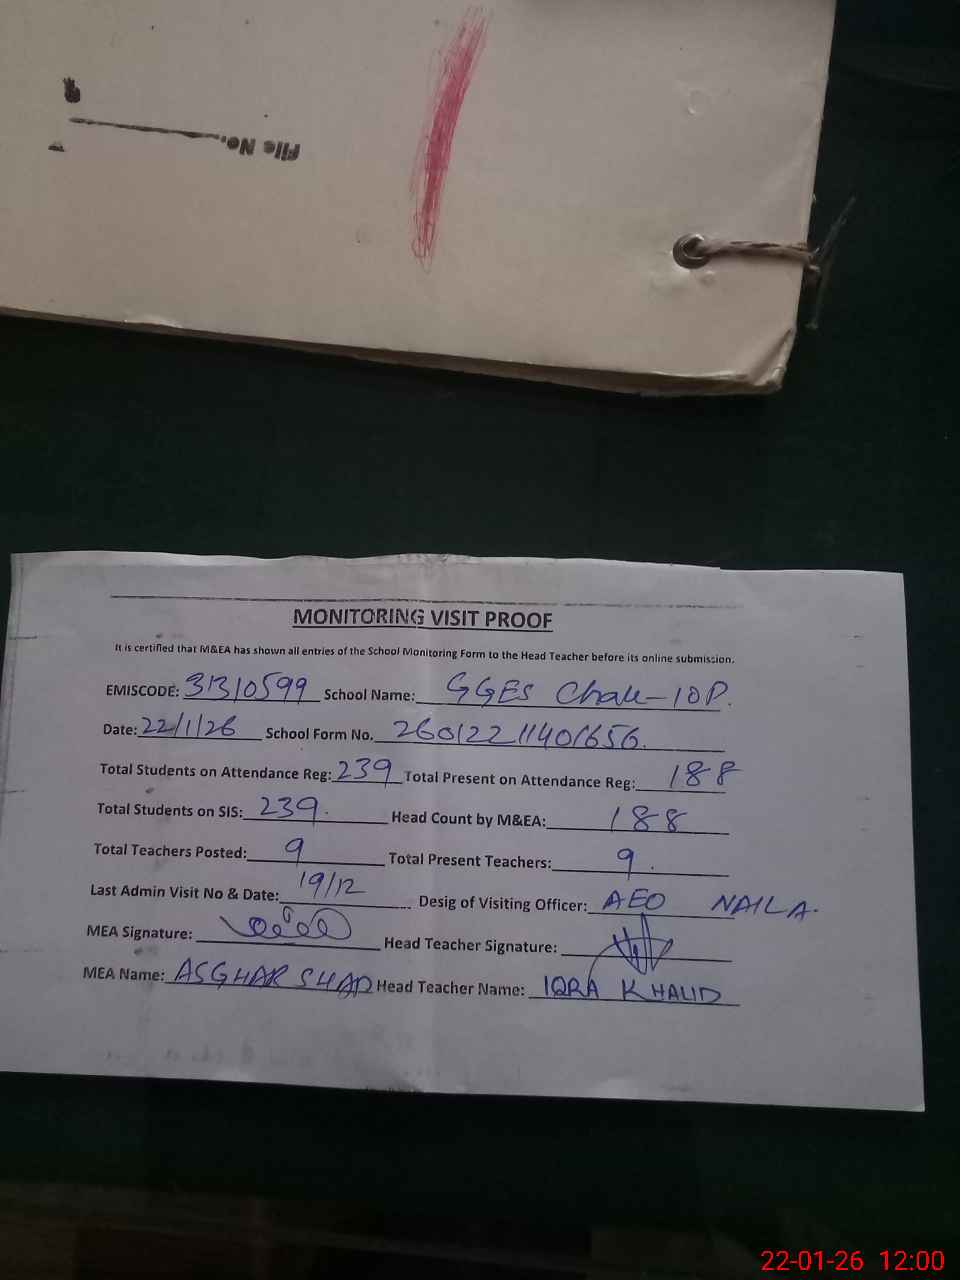 File No.
MONITORING VISIT PROOF
It is certified that M&EA has shown all entries of the School Monitoring Form to the Head Teacher before its online submission.
EMISCODE: 31310599 School Name: GGES Chak-10P.
Date: 22/1/26 School Form No. 26012211401656.
Total Students on Attendance Reg: 239 Total Present on Attendance Reg: 188
Total Students on SIS: 239. Head Count by M&EA: 188
Total Teachers Posted: 9 Total Present Teachers: 9.
Last Admin Visit No & Date: 19/12 Desig of Visiting Officer: AEO NAILA.
MEA Signature: Head Teacher Signature:
MEA Name: ASGHAR SHAD Head Teacher Name: IQRA KHALID
22-01-26 12:00